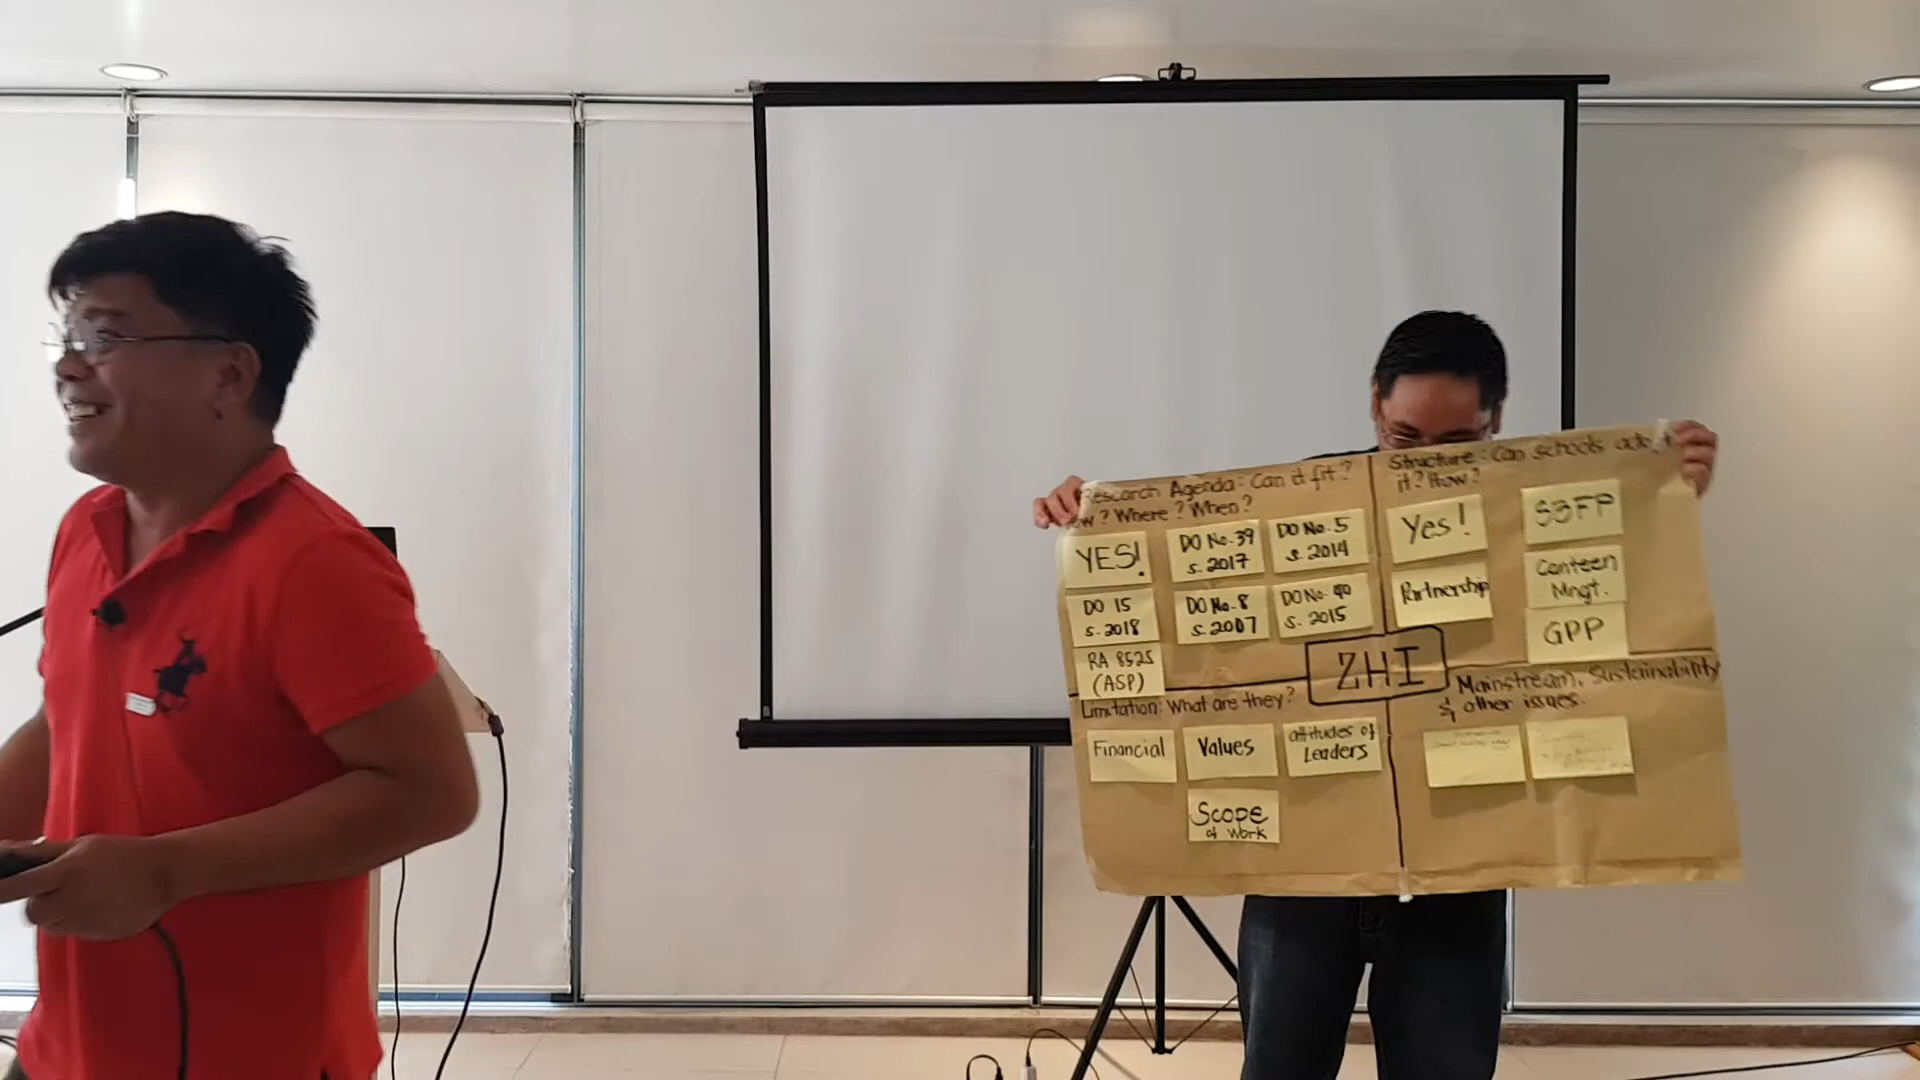 Research Agenda: Can it fit?
? Where? When?
YES!
DO No. 39
s. 2017
DO No. 5
s. 2014
DO 15
s. 2018
DO No. 8
s. 2007
DO No. 40
s. 2015
RA 8525
(ASP)
Structure: Can schools
it? How?
Yes!
SBFP
Partnership
Canteen
Mngt.
GPP
ZHI
Limitation: What are they?
Financial
Values
attitudes of
Leaders
Scope
of work
Mainstream, Sustainability
& other issues.